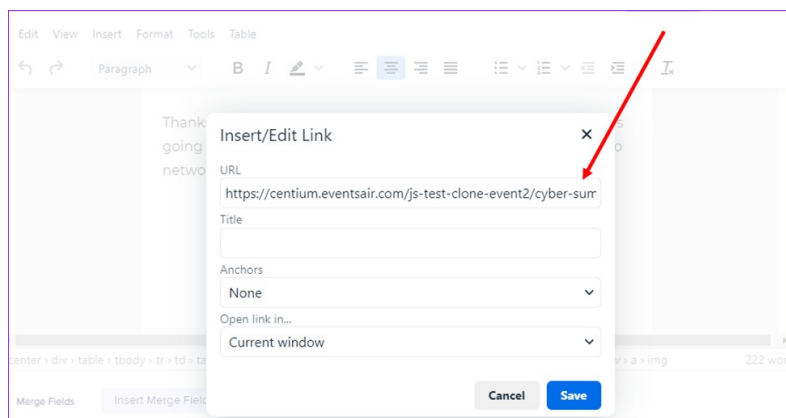 Edit View Insert Format Tools Table
Paragraph B I
Thank
going
netwo
Insert/Edit Link
URL
https://centium.eventsair.com/js-test-clone-event2/cyber-sum
Title
Anchors
None
Open link in...
Current window
center › div › table › tbody › tr › td › ta
› a › img 222 wor
Cancel Save
Merge Fields Insert Merge Field